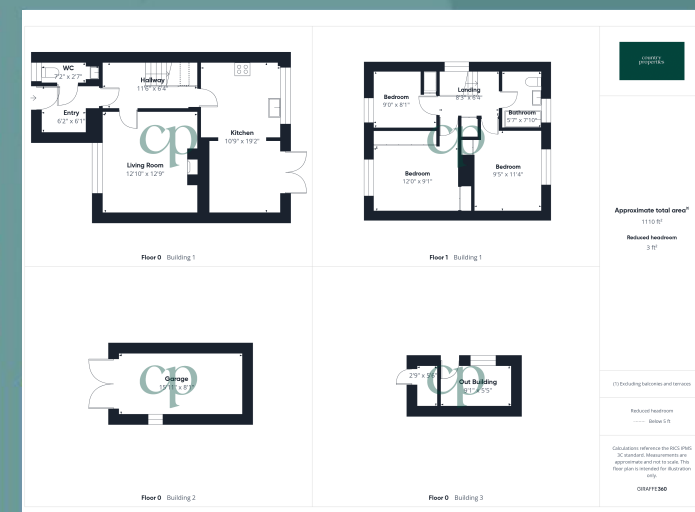 WC
7'2" x 2'7"
Hallway
11'6" x 6'4"
Entry
6'2" x 6'1"
Kitchen
10'9" x 19'2"
cp
Living Room
12'10" x 12'9"
Floor 0 Building 1
Bedroom
9'0" x 8'1"
Landing
8'3" x 6'4"
Bathroom
5'7" x 7'10"
cp
Bedroom
12'0" x 9'1"
Bedroom
9'5" x 11'4"
Floor 1 Building 1
country
properties
Approximate total area(1)
1110 ft²
Reduced headroom
3 ft²
Garage
cp
Floor 0 Building 2
cp
Out Building
Floor 0 Building 3
(1) Excluding balconies and terraces
Reduced headroom
Below 5 ft
Calculations reference the RICS IPMS
3C standard. Measurements are
approximate and not to scale. This
floor plan is intended for illustration
only.
GIRAFFE360